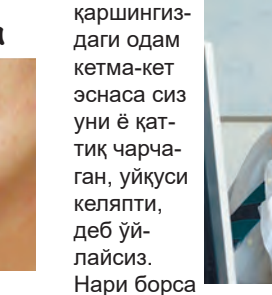 қаршингиз-
даги одам
кетма-кет
эснаса сиз
уни ё қат-
тиқ чарча-
ган, уйқуси
келяпти,
деб ўй-
лайсиз.
Нари борса